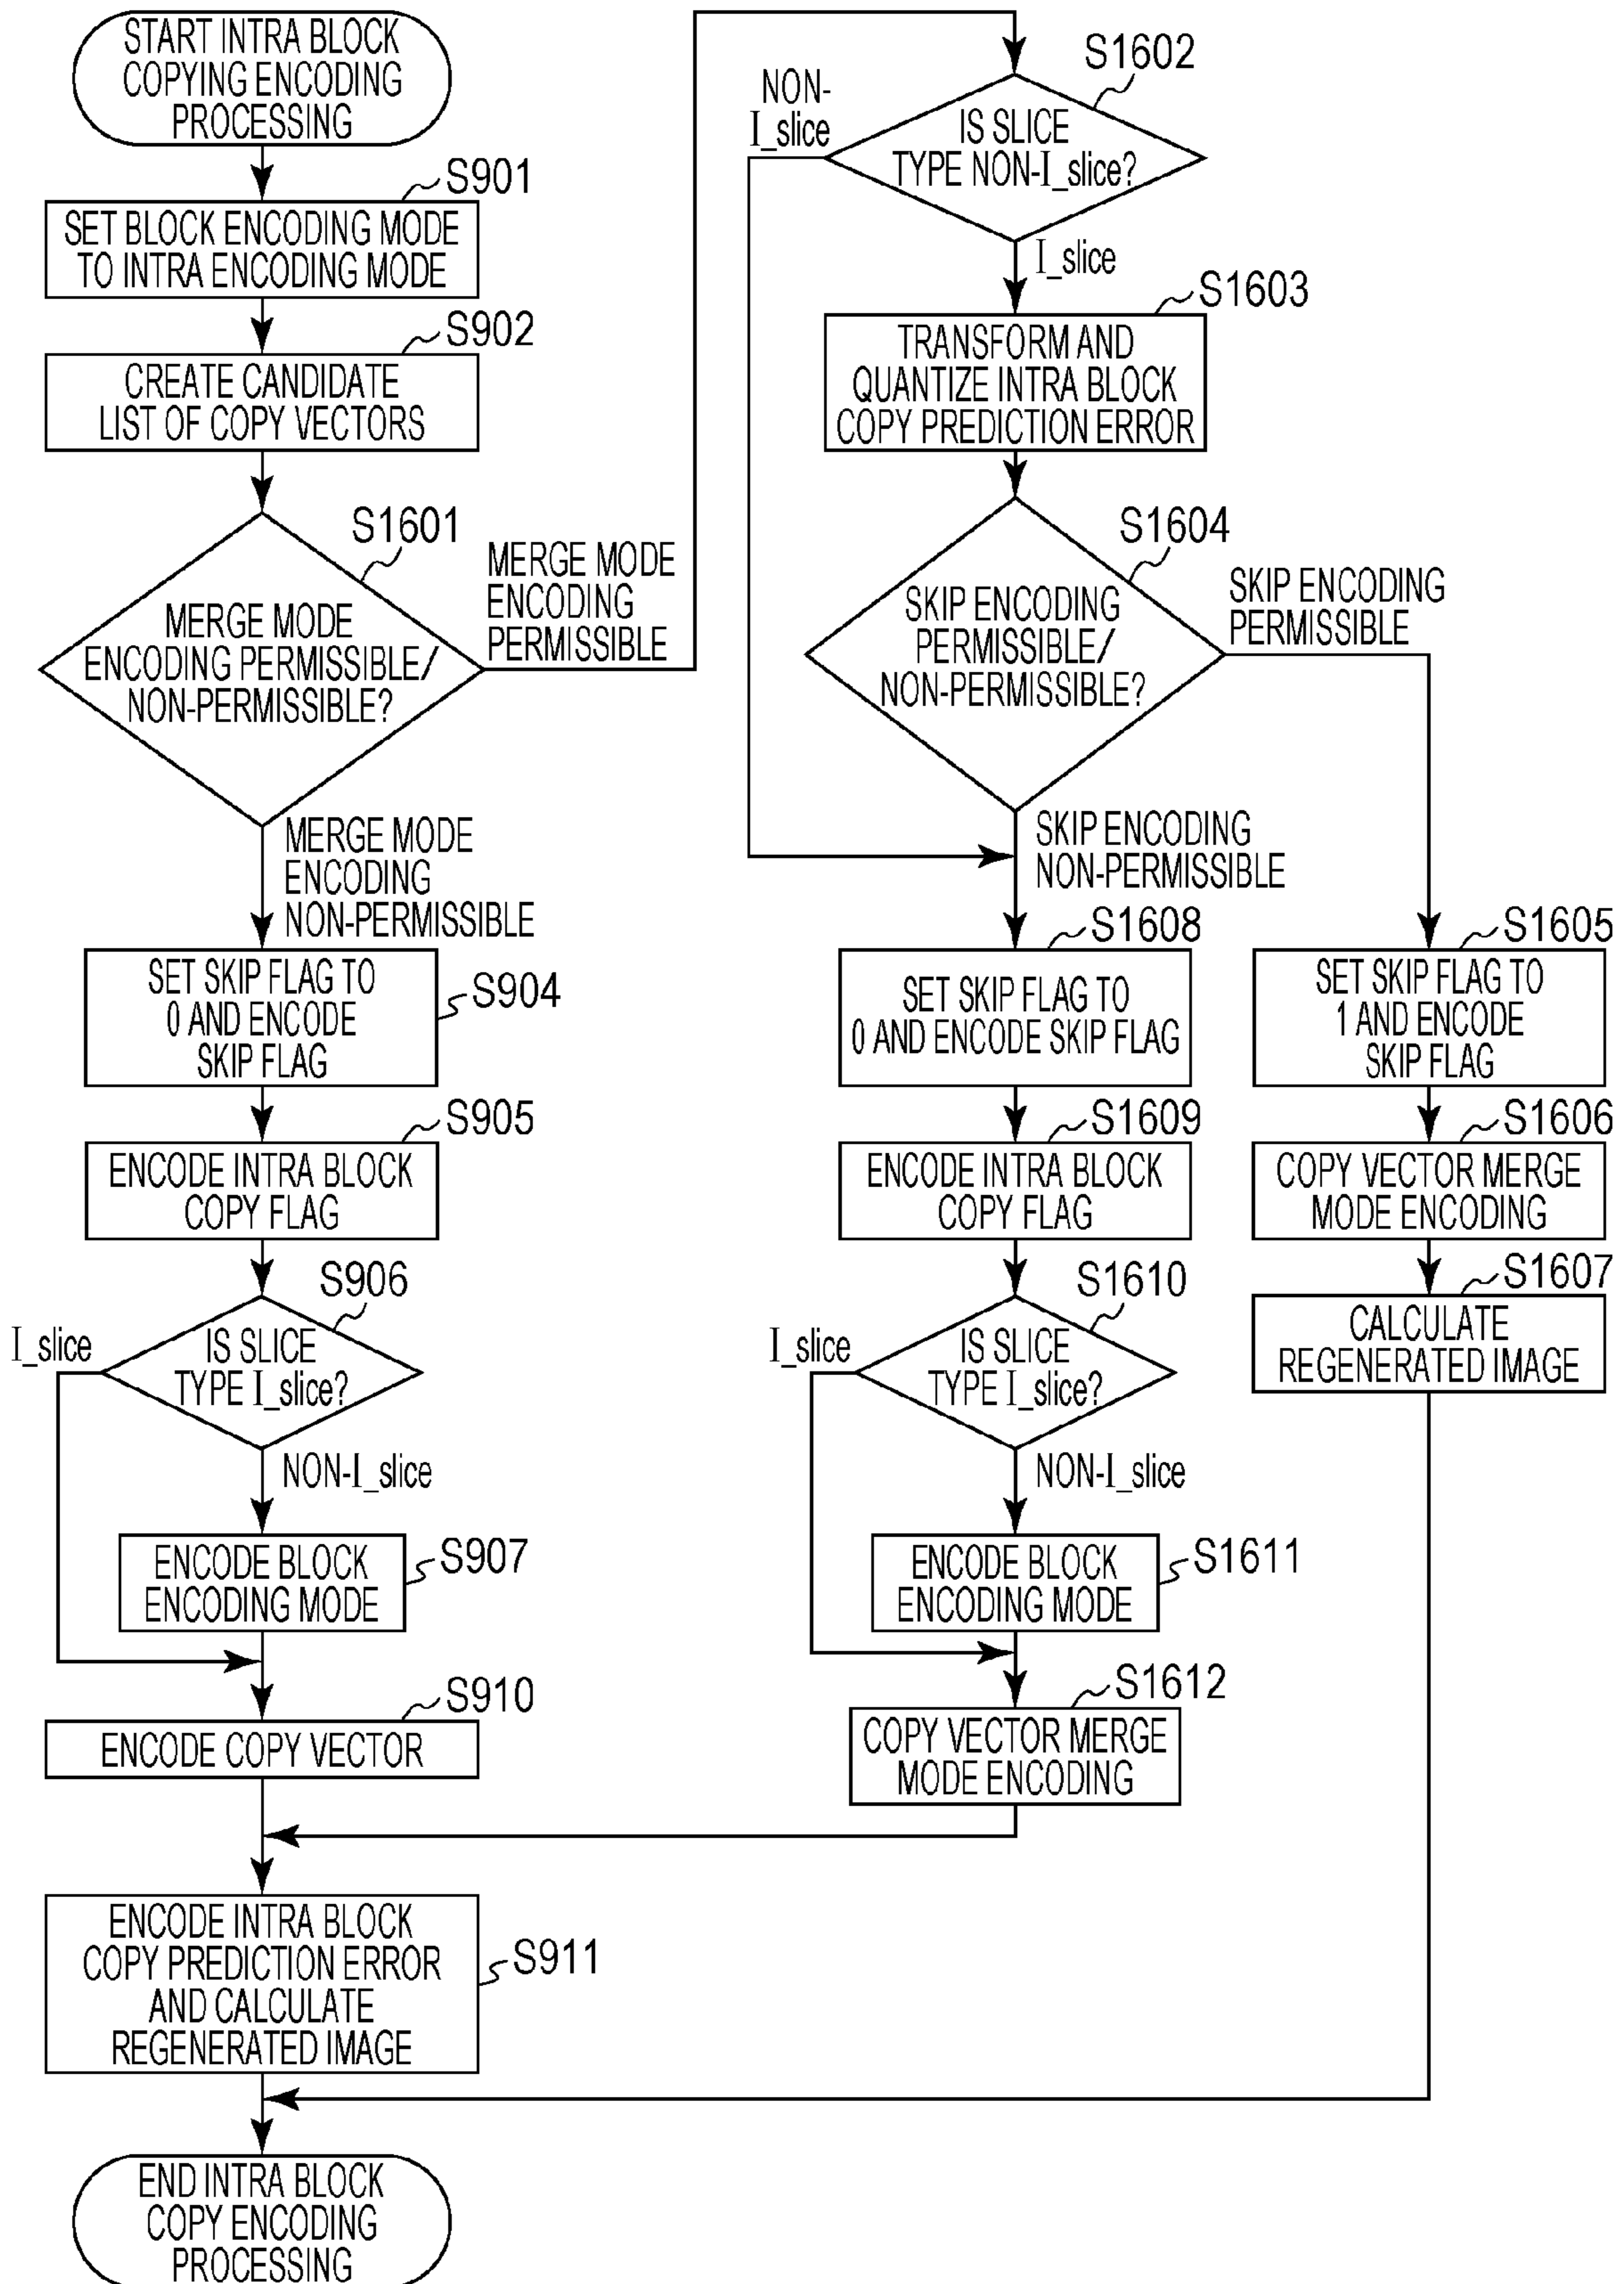 START INTRA BLOCK
COPYING ENCODING
PROCESSING
S901
SET BLOCK ENCODING MODE
TO INTRA ENCODING MODE
S902
CREATE CANDIDATE
LIST OF COPY VECTORS
S1601
MERGE MODE
ENCODING PERMISSIBLE/
NON-PERMISSIBLE?
MERGE MODE
ENCODING
PERMISSIBLE
MERGE MODE
ENCODING
NON-PERMISSIBLE
SET SKIP FLAG TO
0 AND ENCODE
SKIP FLAG
S904
S905
ENCODE INTRA BLOCK
COPY FLAG
S906
I_slice
IS SLICE
TYPE I_slice?
NON-I_slice
ENCODE BLOCK
ENCODING MODE
S907
S910
ENCODE COPY VECTOR
ENCODE INTRA BLOCK
COPY PREDICTION ERROR
AND CALCULATE
REGENERATED IMAGE
S911
END INTRA BLOCK
COPY ENCODING
PROCESSING
S1602
NON-
I_slice
IS SLICE
TYPE NON-I_slice?
I_slice
S1603
TRANSFORM AND
QUANTIZE INTRA BLOCK
COPY PREDICTION ERROR
S1604
SKIP ENCODING
PERMISSIBLE/
NON-PERMISSIBLE?
SKIP ENCODING
PERMISSIBLE
SKIP ENCODING
NON-PERMISSIBLE
S1608
SET SKIP FLAG TO
0 AND ENCODE SKIP FLAG
S1609
ENCODE INTRA BLOCK
COPY FLAG
S1610
I_slice
IS SLICE
TYPE I_slice?
NON-I_slice
ENCODE BLOCK
ENCODING MODE
S1611
S1612
COPY VECTOR MERGE
MODE ENCODING
S1605
SET SKIP FLAG TO
1 AND ENCODE
SKIP FLAG
S1606
COPY VECTOR MERGE
MODE ENCODING
S1607
CALCULATE
REGENERATED IMAGE